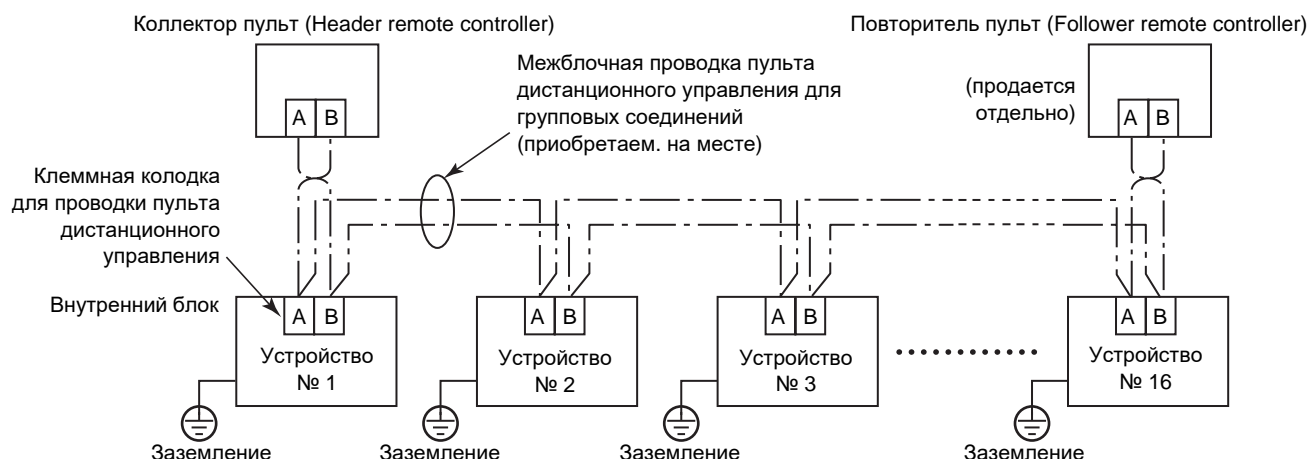 Коллектор пульт (Header remote controller)
Повторитель пульт (Follower remote controller)
Межблочная проводка пульта
дистанционного управления для
групповых соединений
(приобретаем. на месте)
(продается
отдельно)
A B
A B
Клеммная колодка
для проводки пульта
дистанционного
управления
Внутренний блок
A B
A B
A B
A B
Устройство
№ 1
Устройство
№ 2
Устройство
№ 3
Устройство
№ 16
Заземление
Заземление
Заземление
Заземление